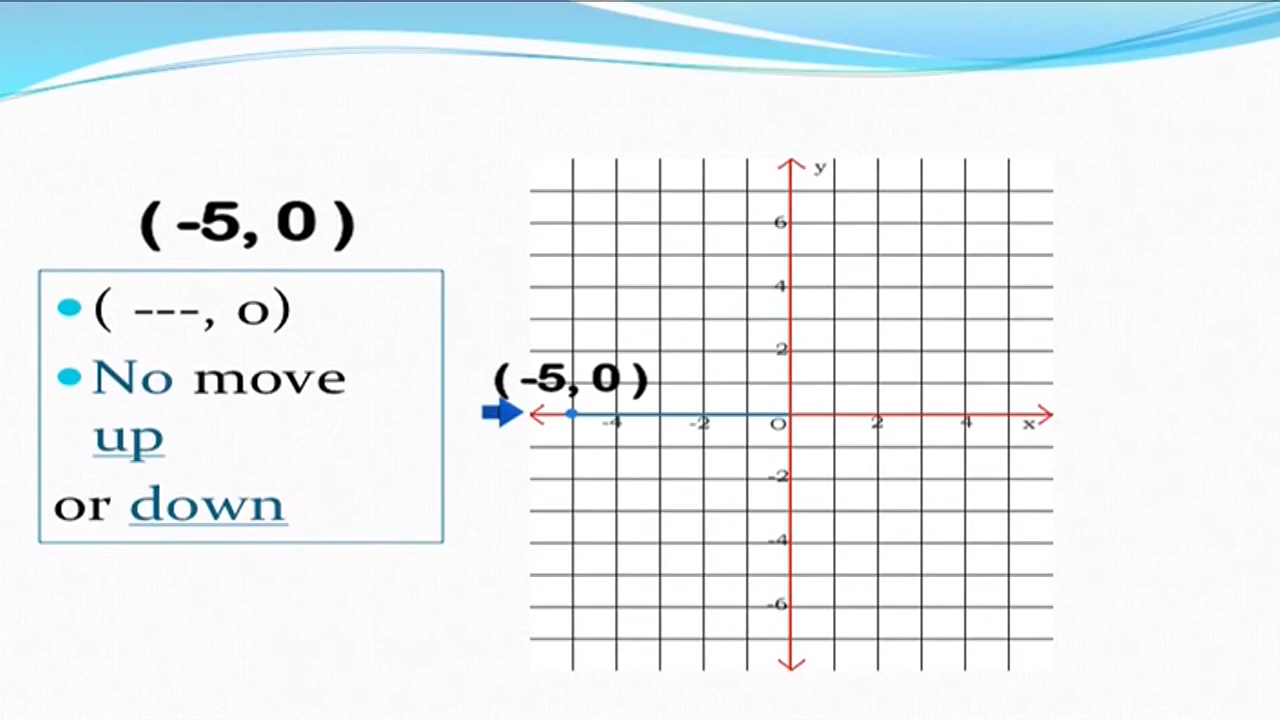 ( -5, 0 )
( ---, 0)
No move
up
or down
( -5, 0 )
y
6
4
2
-4 -2 O 2 4 x
-2
-4
-6